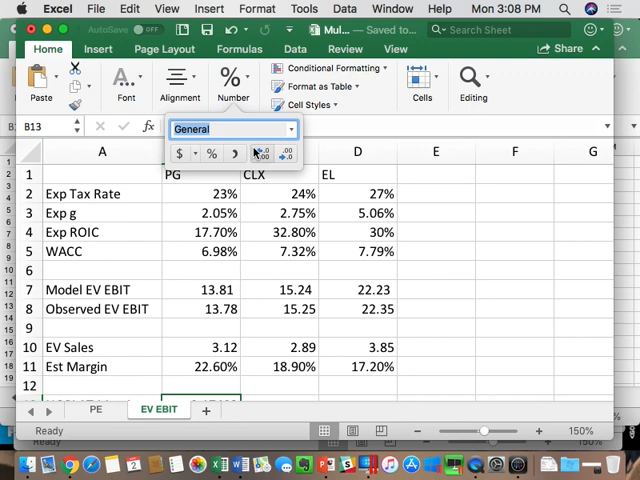 Excel File Edit View Insert Format Tools Data Window Help Mon 3:08 PM
AutoSave OFF Mul... — Saved to... Search Sheet
Home Insert Page Layout Formulas Data Review View Share
Paste Font Alignment Number Conditional Formatting Format as Table Cell Styles Cells Editing
B13 fx
General
$ % , .00 .0
A D E F G
1 PG CLX EL
2 Exp Tax Rate 23% 24% 27%
3 Exp g 2.05% 2.75% 5.06%
4 Exp ROIC 17.70% 32.80% 30%
5 WACC 6.98% 7.32% 7.79%
6
7 Model EV EBIT 13.81 15.24 22.23
8 Observed EV EBIT 13.78 15.25 22.35
9
10 EV Sales 3.12 2.89 3.85
11 Est Margin 22.60% 18.90% 17.20%
12
PE EV EBIT +
Ready 150%